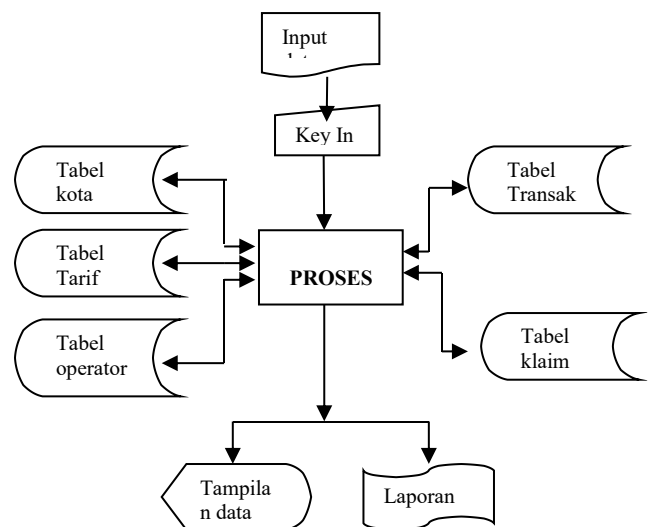 Input
Key In
Tabel
kota
Tabel
Transak
PROSES
Tabel
Tarif
Tabel
operator
Tabel
klaim
Tampila
n data
Laporan